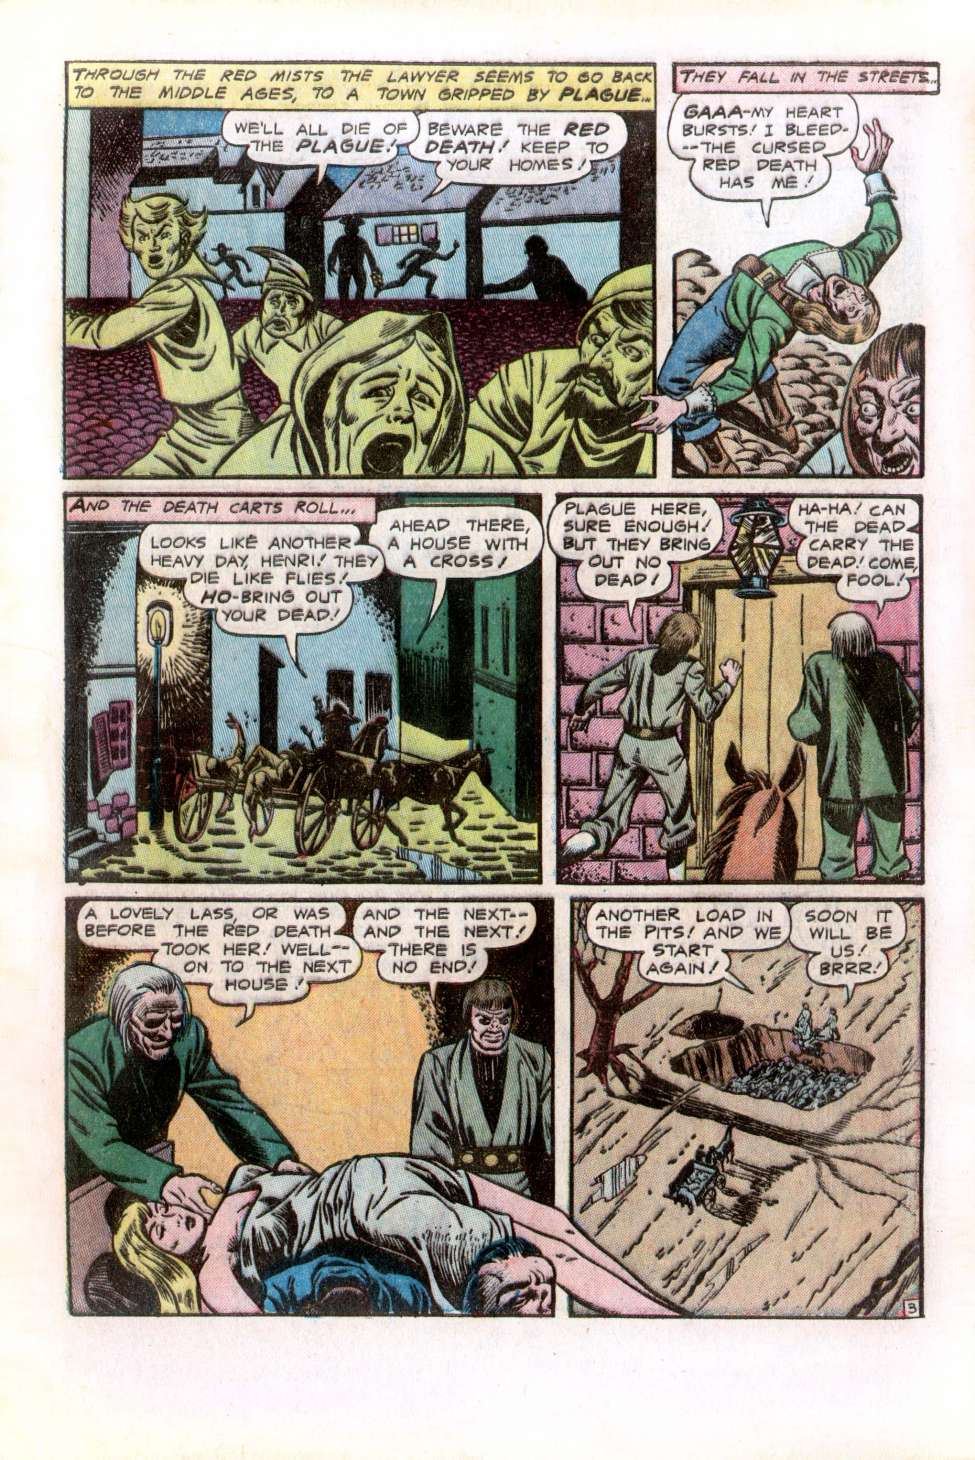 THROUGH THE RED MISTS THE LAWYER SEEMS TO GO BACK
TO THE MIDDLE AGES, TO A TOWN GRIPPED BY PLAGUE...
WE'LL ALL DIE OF
THE PLAGUE!
BEWARE THE RED
DEATH! KEEP TO
YOUR HOMES!
THEY FALL IN THE STREETS...
GAAA-MY HEART
BURSTS! I BLEED-
--THE CURSED
RED DEATH
HAS ME!
AND THE DEATH CARTS ROLL...
LOOKS LIKE ANOTHER
HEAVY DAY, HENRI! THEY
DIE LIKE FLIES!
HO-BRING OUT
YOUR DEAD!
AHEAD THERE,
A HOUSE WITH
A CROSS!
PLAGUE HERE,
SURE ENOUGH!
BUT THEY BRING
OUT NO
DEAD!
HA-HA! CAN
THE DEAD
CARRY THE
DEAD! COME,
FOOL!
A LOVELY LASS, OR WAS
BEFORE THE RED DEATH
TOOK HER! WELL--
ON TO THE NEXT
HOUSE!
AND THE NEXT--
AND THE NEXT!
THERE IS
NO END!
ANOTHER LOAD IN
THE PITS! AND WE
START
AGAIN!
SOON IT
WILL BE
US!
BRRR!
3